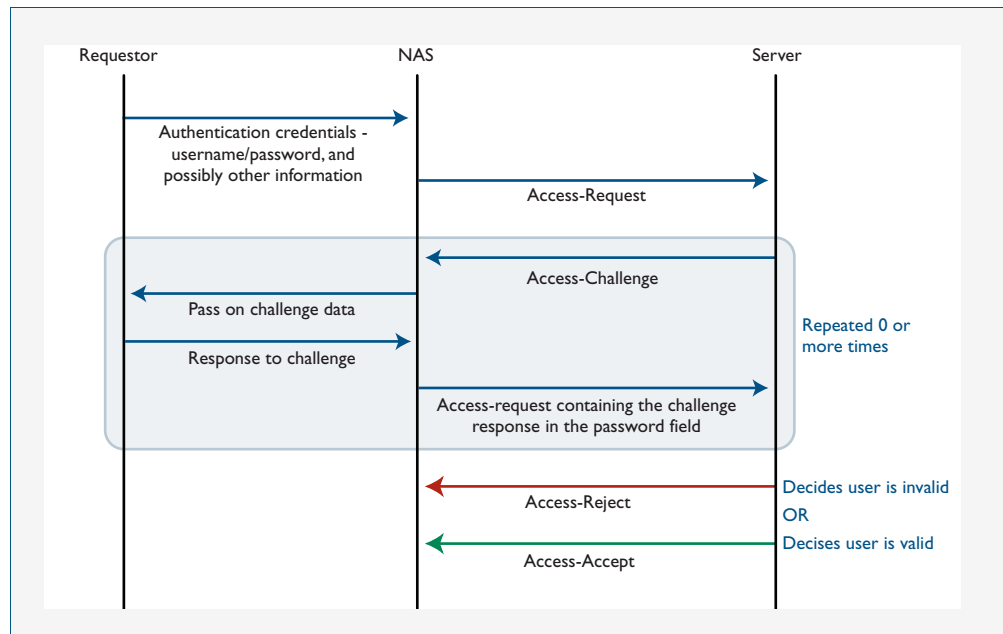 Requestor
NAS
Server
Authentication credentials -
username/password, and
possibly other information
Access-Request
Access-Challenge
Pass on challenge data
Repeated 0 or
more times
Response to challenge
Access-request containing the challenge
response in the password field
Decides user is invalid
Access-Reject
OR
Decises user is valid
Access-Accept